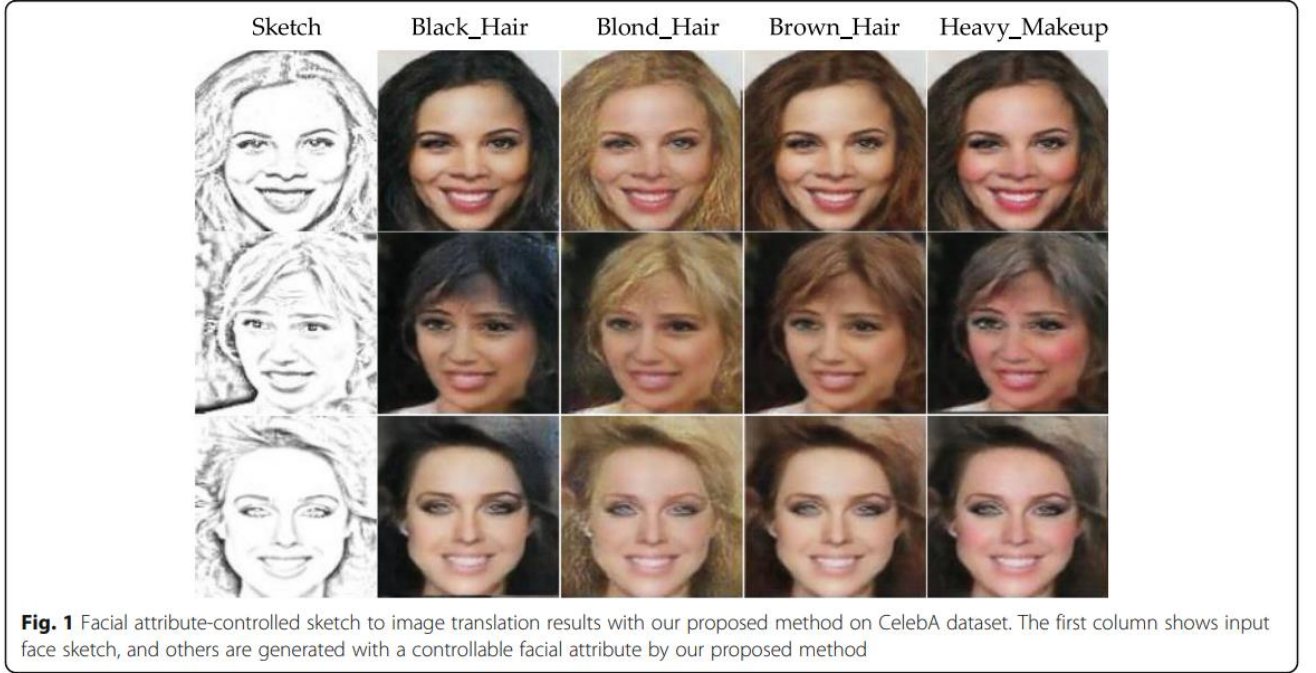 Sketch Black_Hair Blond_Hair Brown_Hair Heavy_Makeup
Fig. 1 Facial attribute-controlled sketch to image translation results with our proposed method on CelebA dataset. The first column shows input
face sketch, and others are generated with a controllable facial attribute by our proposed method